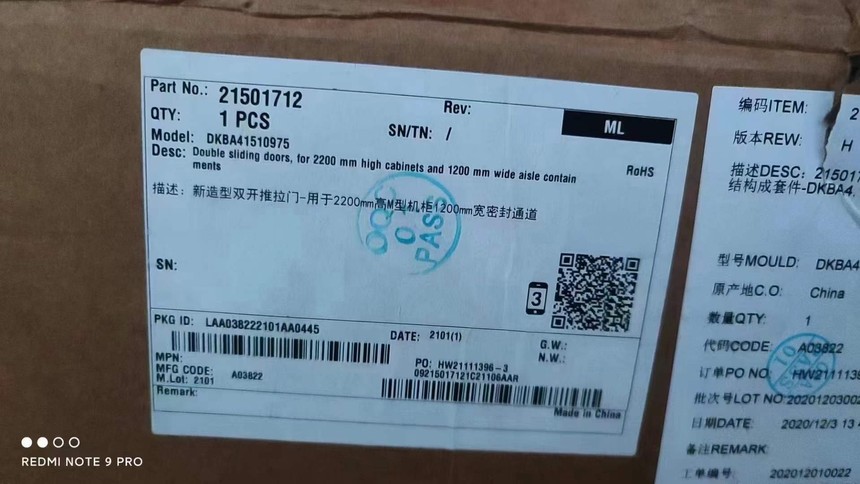 Part No.: 21501712
Rev:
ML
QTY: 1 PCS
SN/TN: /
Model: DKBA41510975
RoHS
Desc: Double sliding doors, for 2200 mm high cabinets and 1200 mm wide aisle contain
ments
描述: 新造型双开推拉门-用于2200mm高M型机柜1200mm宽密封通道
OQC
PASS
SN:
3
PKG ID: LAA038222101AA0445
DATE: 2101(1)
G.W.:
N.W.:
MPN:
MFG CODE: A03822
M.Lot: 2101
PO: HW21111396-3
09215017121C21106AAR
Remark:
Made in China
编码ITEM: 2
版本REW: H
描述DESC: 21501
结构成套件-DKBA4
型号MOULD: DKBA4
原产地C.O: China
数量QTY: 1
代码CODE: A03822
订单PO NO: HW21111
批次号LOT NO:202012030
日期DATE: 2020/12/3 13
备注REMARK
工单编号: 202012010022
REDMI NOTE 9 PRO